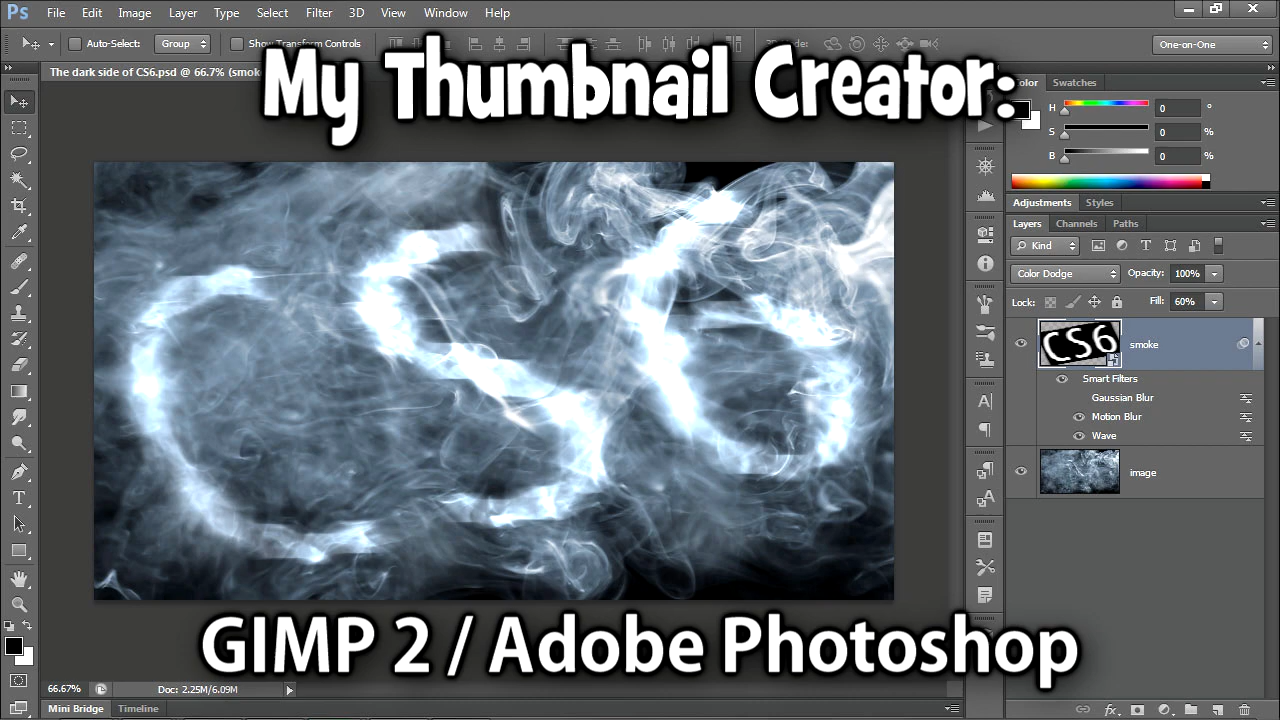 Ps File Edit Image Layer Type Select Filter 3D View Window Help
Auto-Select: Group Show Transform Controls One-on-One
The dark side of CS6.psd @ 66.7% (smok
My Thumbnail Creator:
Color Swatches
H 0 °
S 0 %
B 0 %
Adjustments Styles
Layers Channels Paths
Kind
Color Dodge Opacity: 100%
Lock: Fill: 60%
CS6 smoke
Smart Filters
Gaussian Blur
Motion Blur
Wave
image
CS6
GIMP 2 / Adobe Photoshop
66.67% Doc: 2.25M/6.09M
Mini Bridge Timeline